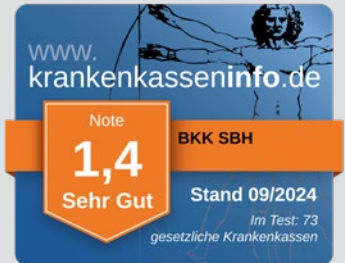 www.
krankenkasseninfo.de
Note
1,4
Sehr Gut
BKK SBH
Stand 09/2024
Im Test: 73
gesetzliche Krankenkassen